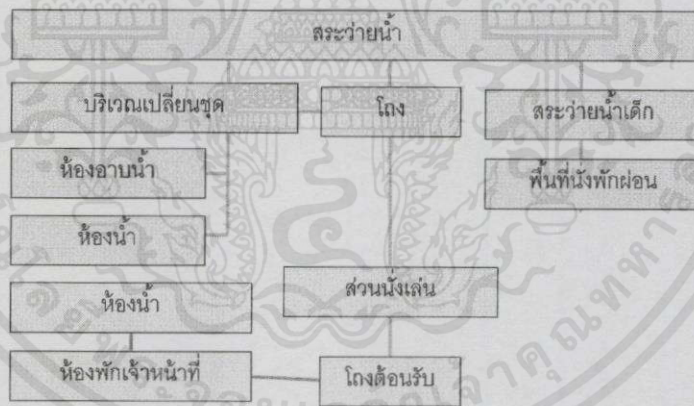 สระว่ายน้ำ
บริเวณเปลี่ยนชุด
โถง
สระว่ายน้ำเด็ก
ห้องอาบน้ำ
พื้นที่นั่งพักผ่อน
ห้องน้ำ
ห้องน้ำ
ส่วนนั่งเล่น
ห้องพักเจ้าหน้าที่
โถงต้อนรับ